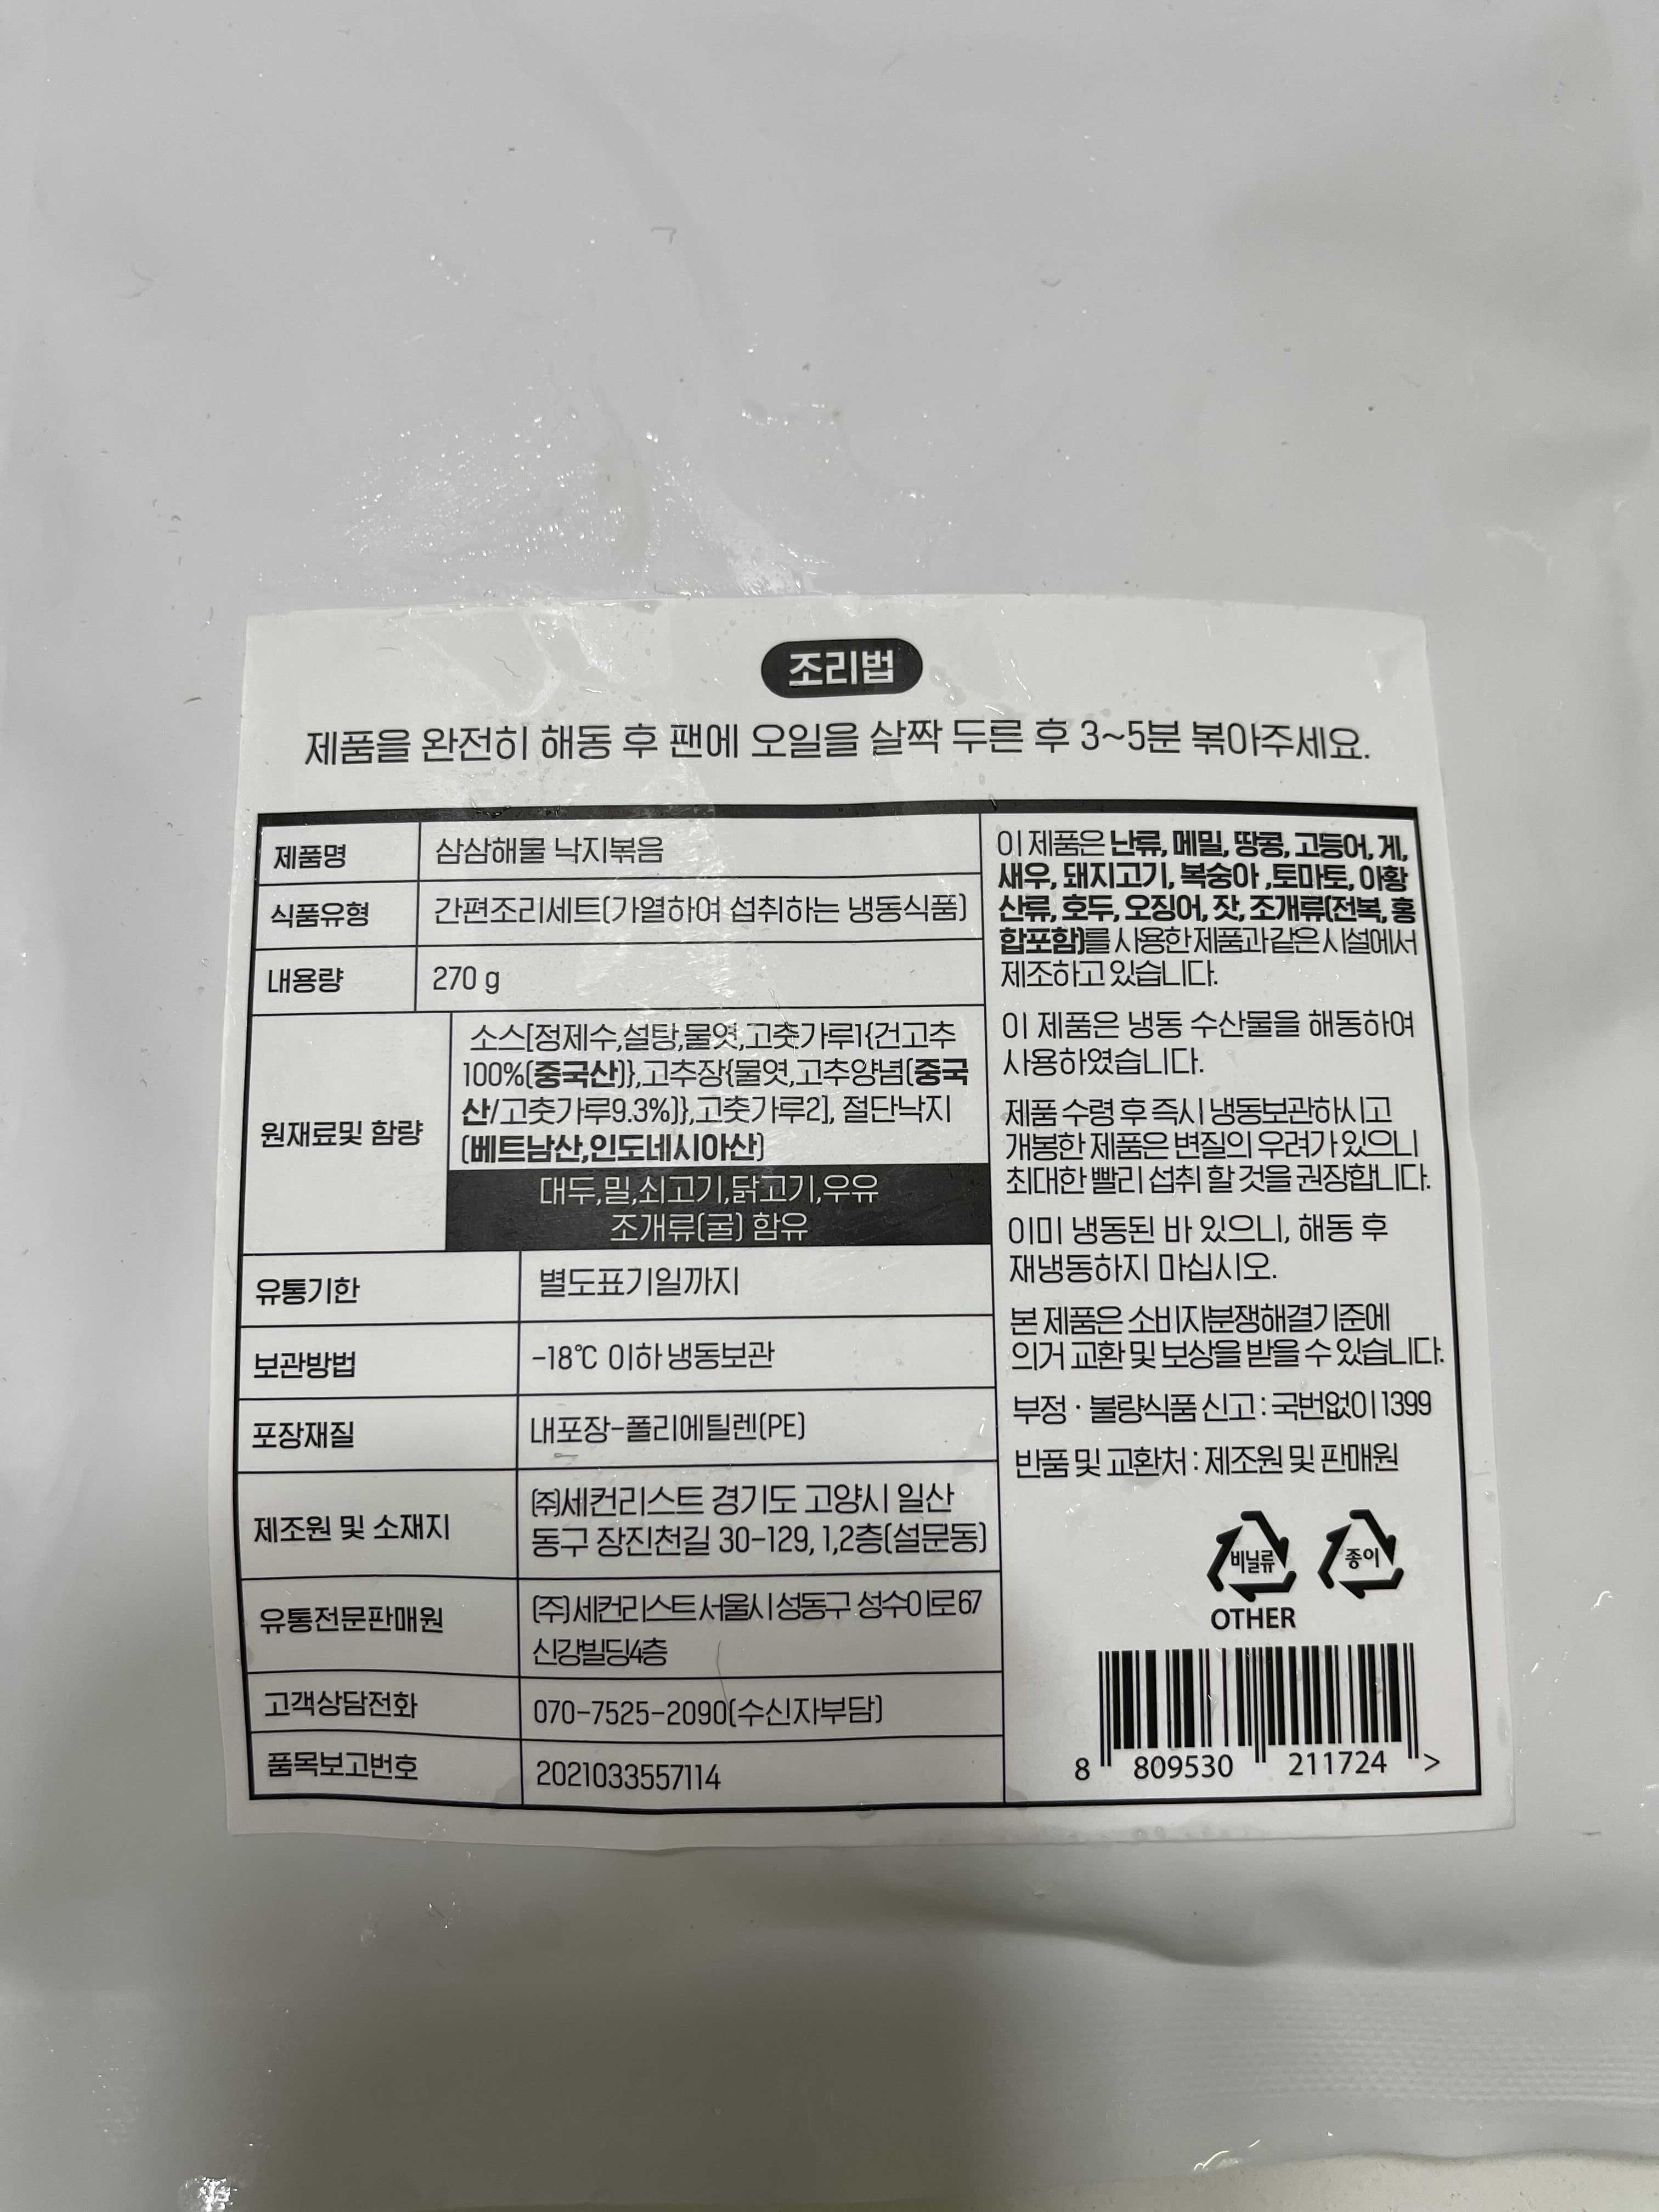 조리법
제품을 완전히 해동 후 팬에 오일을 살짝 두른 후 3~5분 볶아주세요.
제품명
삼삼해물 낙지볶음
식품유형
간편조리세트(가열하여 섭취하는 냉동식품)
내용량
270 g
원재료및 함량
소스[정제수,설탕,물엿,고춧가루1{건고추
100%(중국산)},고추장{물엿,고추양념(중국
산/고춧가루9.3%)},고춧가루2], 절단낙지
(베트남산,인도네시아산)
대두,밀,쇠고기,닭고기,우유
조개류(굴) 함유
유통기한
별도표기일까지
보관방법
-18℃ 이하 냉동보관
포장재질
내포장-폴리에틸렌(PE)
제조원 및 소재지
㈜세컨리스트 경기도 고양시 일산
동구 장진천길 30-129, 1,2층(설문동)
유통전문판매원
(주)세컨리스트 서울시 성동구 성수이로 67
신강빌딩4층
고객상담전화
070-7525-2090(수신자부담)
품목보고번호
2021033557114
이 제품은 난류, 메밀, 땅콩, 고등어, 게,
새우, 돼지고기, 복숭아 ,토마토, 아황
산류, 호두, 오징어, 잣, 조개류(전복, 홍
합포함)를 사용한 제품과 같은 시설에서
제조하고 있습니다.
이 제품은 냉동 수산물을 해동하여
사용하였습니다.
제품 수령 후 즉시 냉동보관하시고
개봉한 제품은 변질의 우려가 있으니
최대한 빨리 섭취 할 것을 권장합니다.
이미 냉동된 바 있으니, 해동 후
재냉동하지 마십시오.
본 제품은 소비자분쟁해결기준에
의거 교환 및 보상을 받을 수 있습니다.
부정 · 불량식품 신고 : 국번없이 1399
반품 및 교환처 : 제조원 및 판매원
비닐류
종이
OTHER
8 809530 211724 >